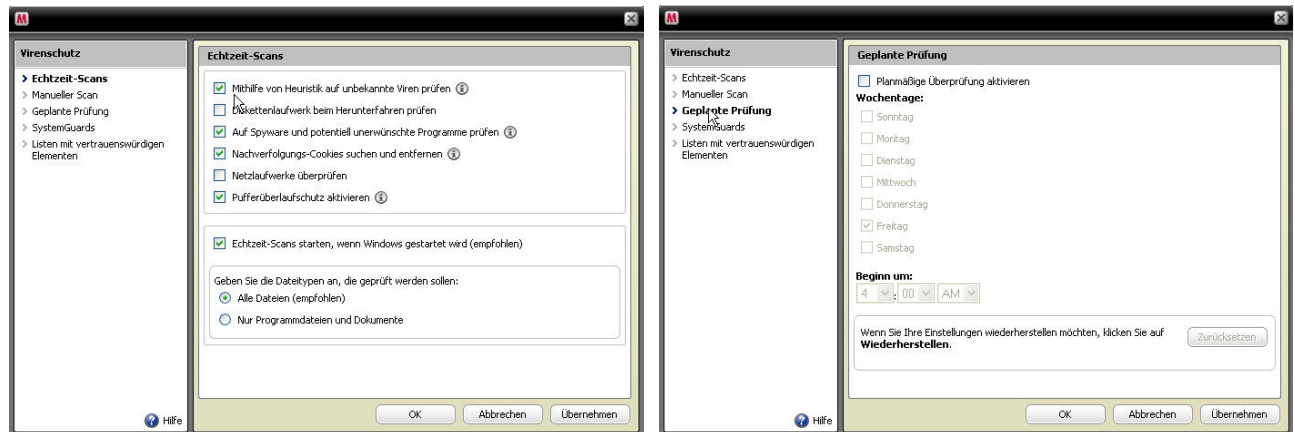 Virenschutz
> Echtzeit-Scans
> Manueller Scan
> Geplante Prüfung
> SystemGuards
> Listen mit vertrauenswürdigen
Elementen
Hilfe
Echtzeit-Scans
Mithilfe von Heuristik auf unbekannte Viren prüfen
Diskettenlaufwerk beim Herunterfahren prüfen
Auf Spyware und potentiell unerwünschte Programme prüfen
Nachverfolgungs-Cookies suchen und entfernen
Netzlaufwerke überprüfen
Pufferüberlaufschutz aktivieren
Echtzeit-Scans starten, wenn Windows gestartet wird (empfohlen)
Geben Sie die Dateitypen an, die geprüft werden sollen:
Alle Dateien (empfohlen)
Nur Programmdateien und Dokumente
OK Abbrechen Übernehmen
Virenschutz
> Echtzeit-Scans
> Manueller Scan
> Geplante Prüfung
> SystemGuards
> Listen mit vertrauenswürdigen
Elementen
Hilfe
Geplante Prüfung
Planmäßige Überprüfung aktivieren
Wochentage:
Sonntag
Montag
Dienstag
Mittwoch
Donnerstag
Freitag
Samstag
Beginn um:
4 : 00 AM
Wenn Sie Ihre Einstellungen wiederherstellen möchten, klicken Sie auf
Wiederherstellen.
Zurücksetzen
OK Abbrechen Übernehmen